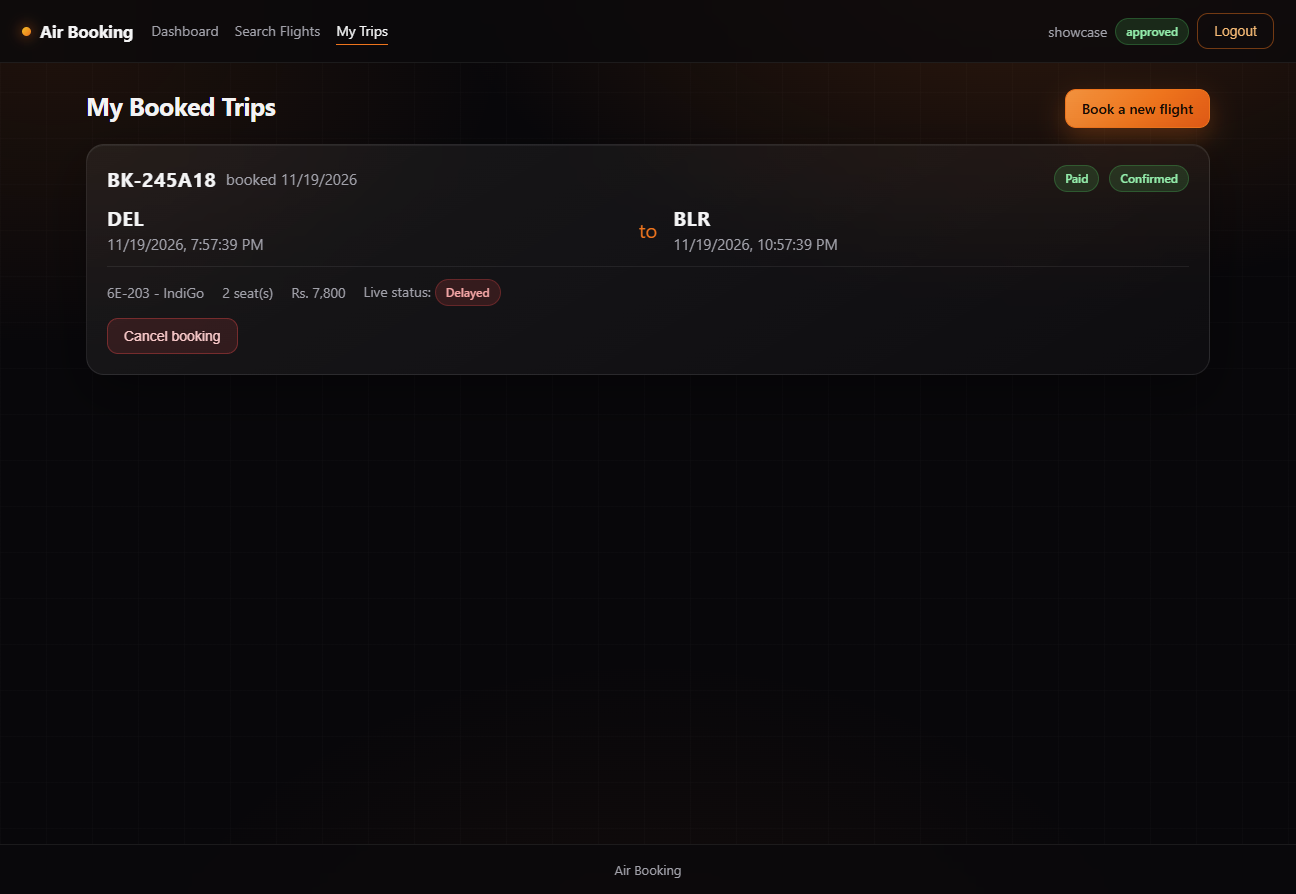 Air Booking Dashboard Search Flights My Trips showcase approved Logout
My Booked Trips Book a new flight
BK-245A18 booked 11/19/2026 Paid Confirmed
DEL
11/19/2026, 7:57:39 PM
to
BLR
11/19/2026, 10:57:39 PM
6E-203 - IndiGo 2 seat(s) Rs. 7,800 Live status: Delayed
Cancel booking
Air Booking